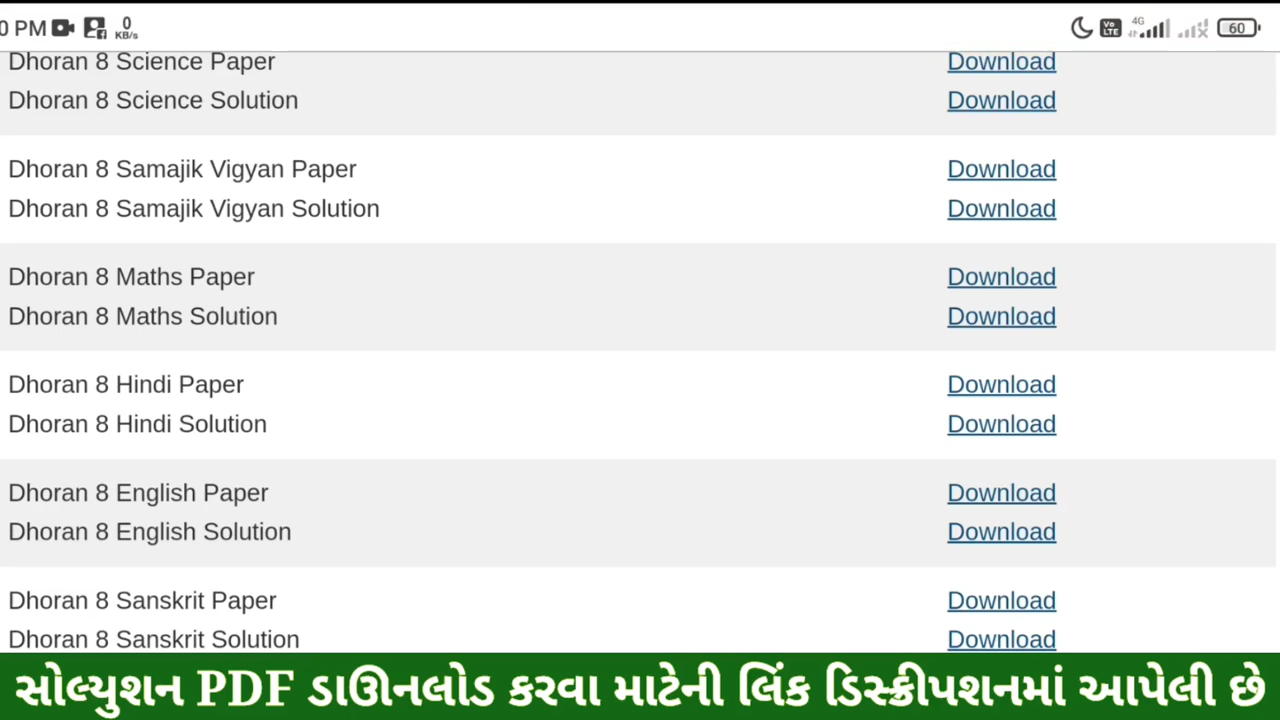 0 PM 0 KB/s 4G Vo LTE 60
Dhoran 8 Science Paper Download
Dhoran 8 Science Solution Download
Dhoran 8 Samajik Vigyan Paper Download
Dhoran 8 Samajik Vigyan Solution Download
Dhoran 8 Maths Paper Download
Dhoran 8 Maths Solution Download
Dhoran 8 Hindi Paper Download
Dhoran 8 Hindi Solution Download
Dhoran 8 English Paper Download
Dhoran 8 English Solution Download
Dhoran 8 Sanskrit Paper Download
Dhoran 8 Sanskrit Solution Download
સોલ્યુશન PDF ડાઊનલોડ કરવા માટેની લિંક ડિસ્ક્રીપશનમાં આપેલી છે